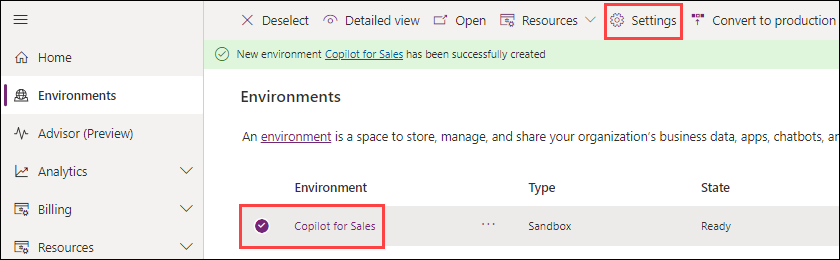 Deselect Detailed view Open Resources Settings Convert to production
New environment Copilot for Sales has been successfully created
Home
Environments
Advisor (Preview)
Analytics
Billing
Resources
Environments
An environment is a space to store, manage, and share your organization's business data, apps, chatbots,
Environment Type State
Copilot for Sales ... Sandbox Ready